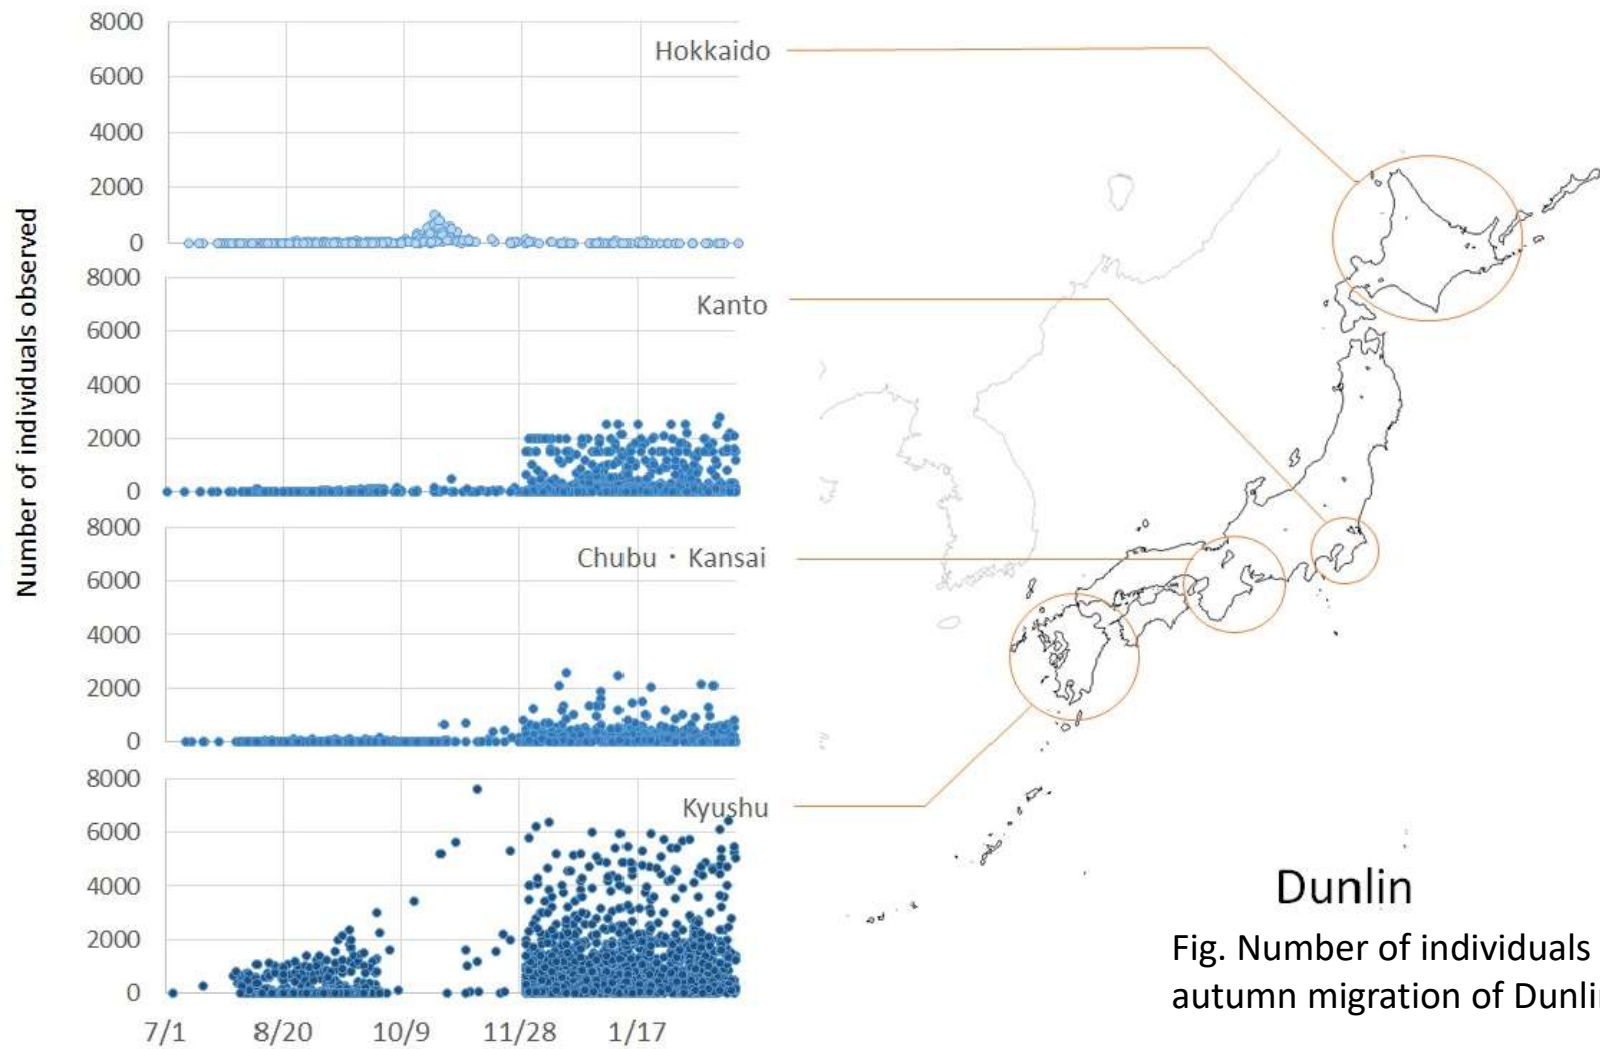 Number of individuals observed
8000
6000
4000
2000
0
Hokkaido
8000
6000
4000
2000
0
Kanto
8000
6000
4000
2000
0
Chubu・Kansai
8000
6000
4000
2000
0
Kyushu
7/1 8/20 10/9 11/28 1/17
Dunlin
Fig. Number of individuals
autumn migration of Dunlin